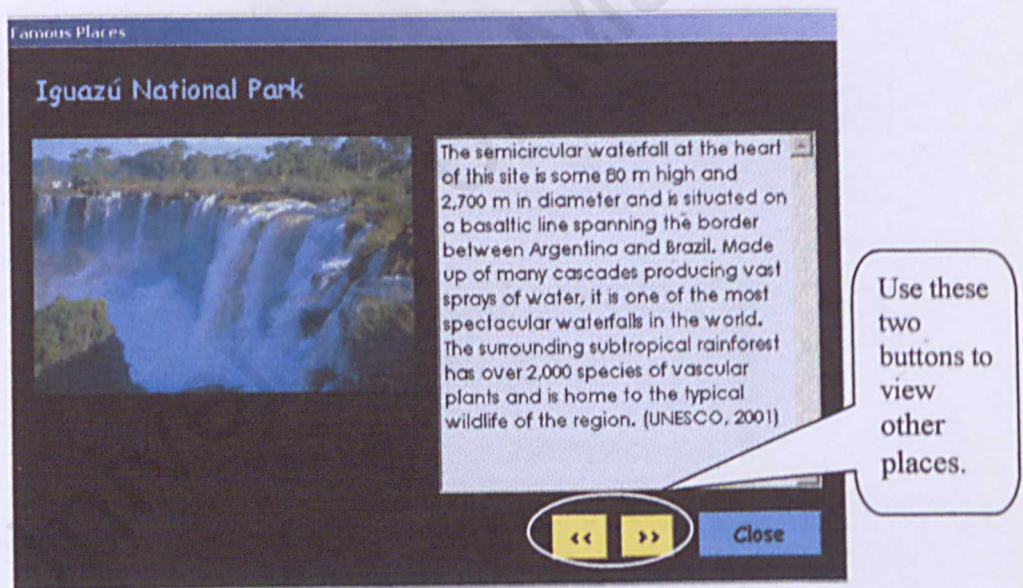 Famous Places
Iguazú National Park
The semicircular waterfall at the heart
of this site is some 80 m high and
2,700 m in diameter and is situated on
a basaltic line spanning the border
between Argentina and Brazil. Made
up of many cascades producing vast
sprays of water, it is one of the most
spectacular waterfalls in the world.
The surrounding subtropical rainforest
has over 2,000 species of vascular
plants and is home to the typical
wildlife of the region. (UNESCO, 2001)
Use these
two
buttons to
view
other
places.
<< >> Close